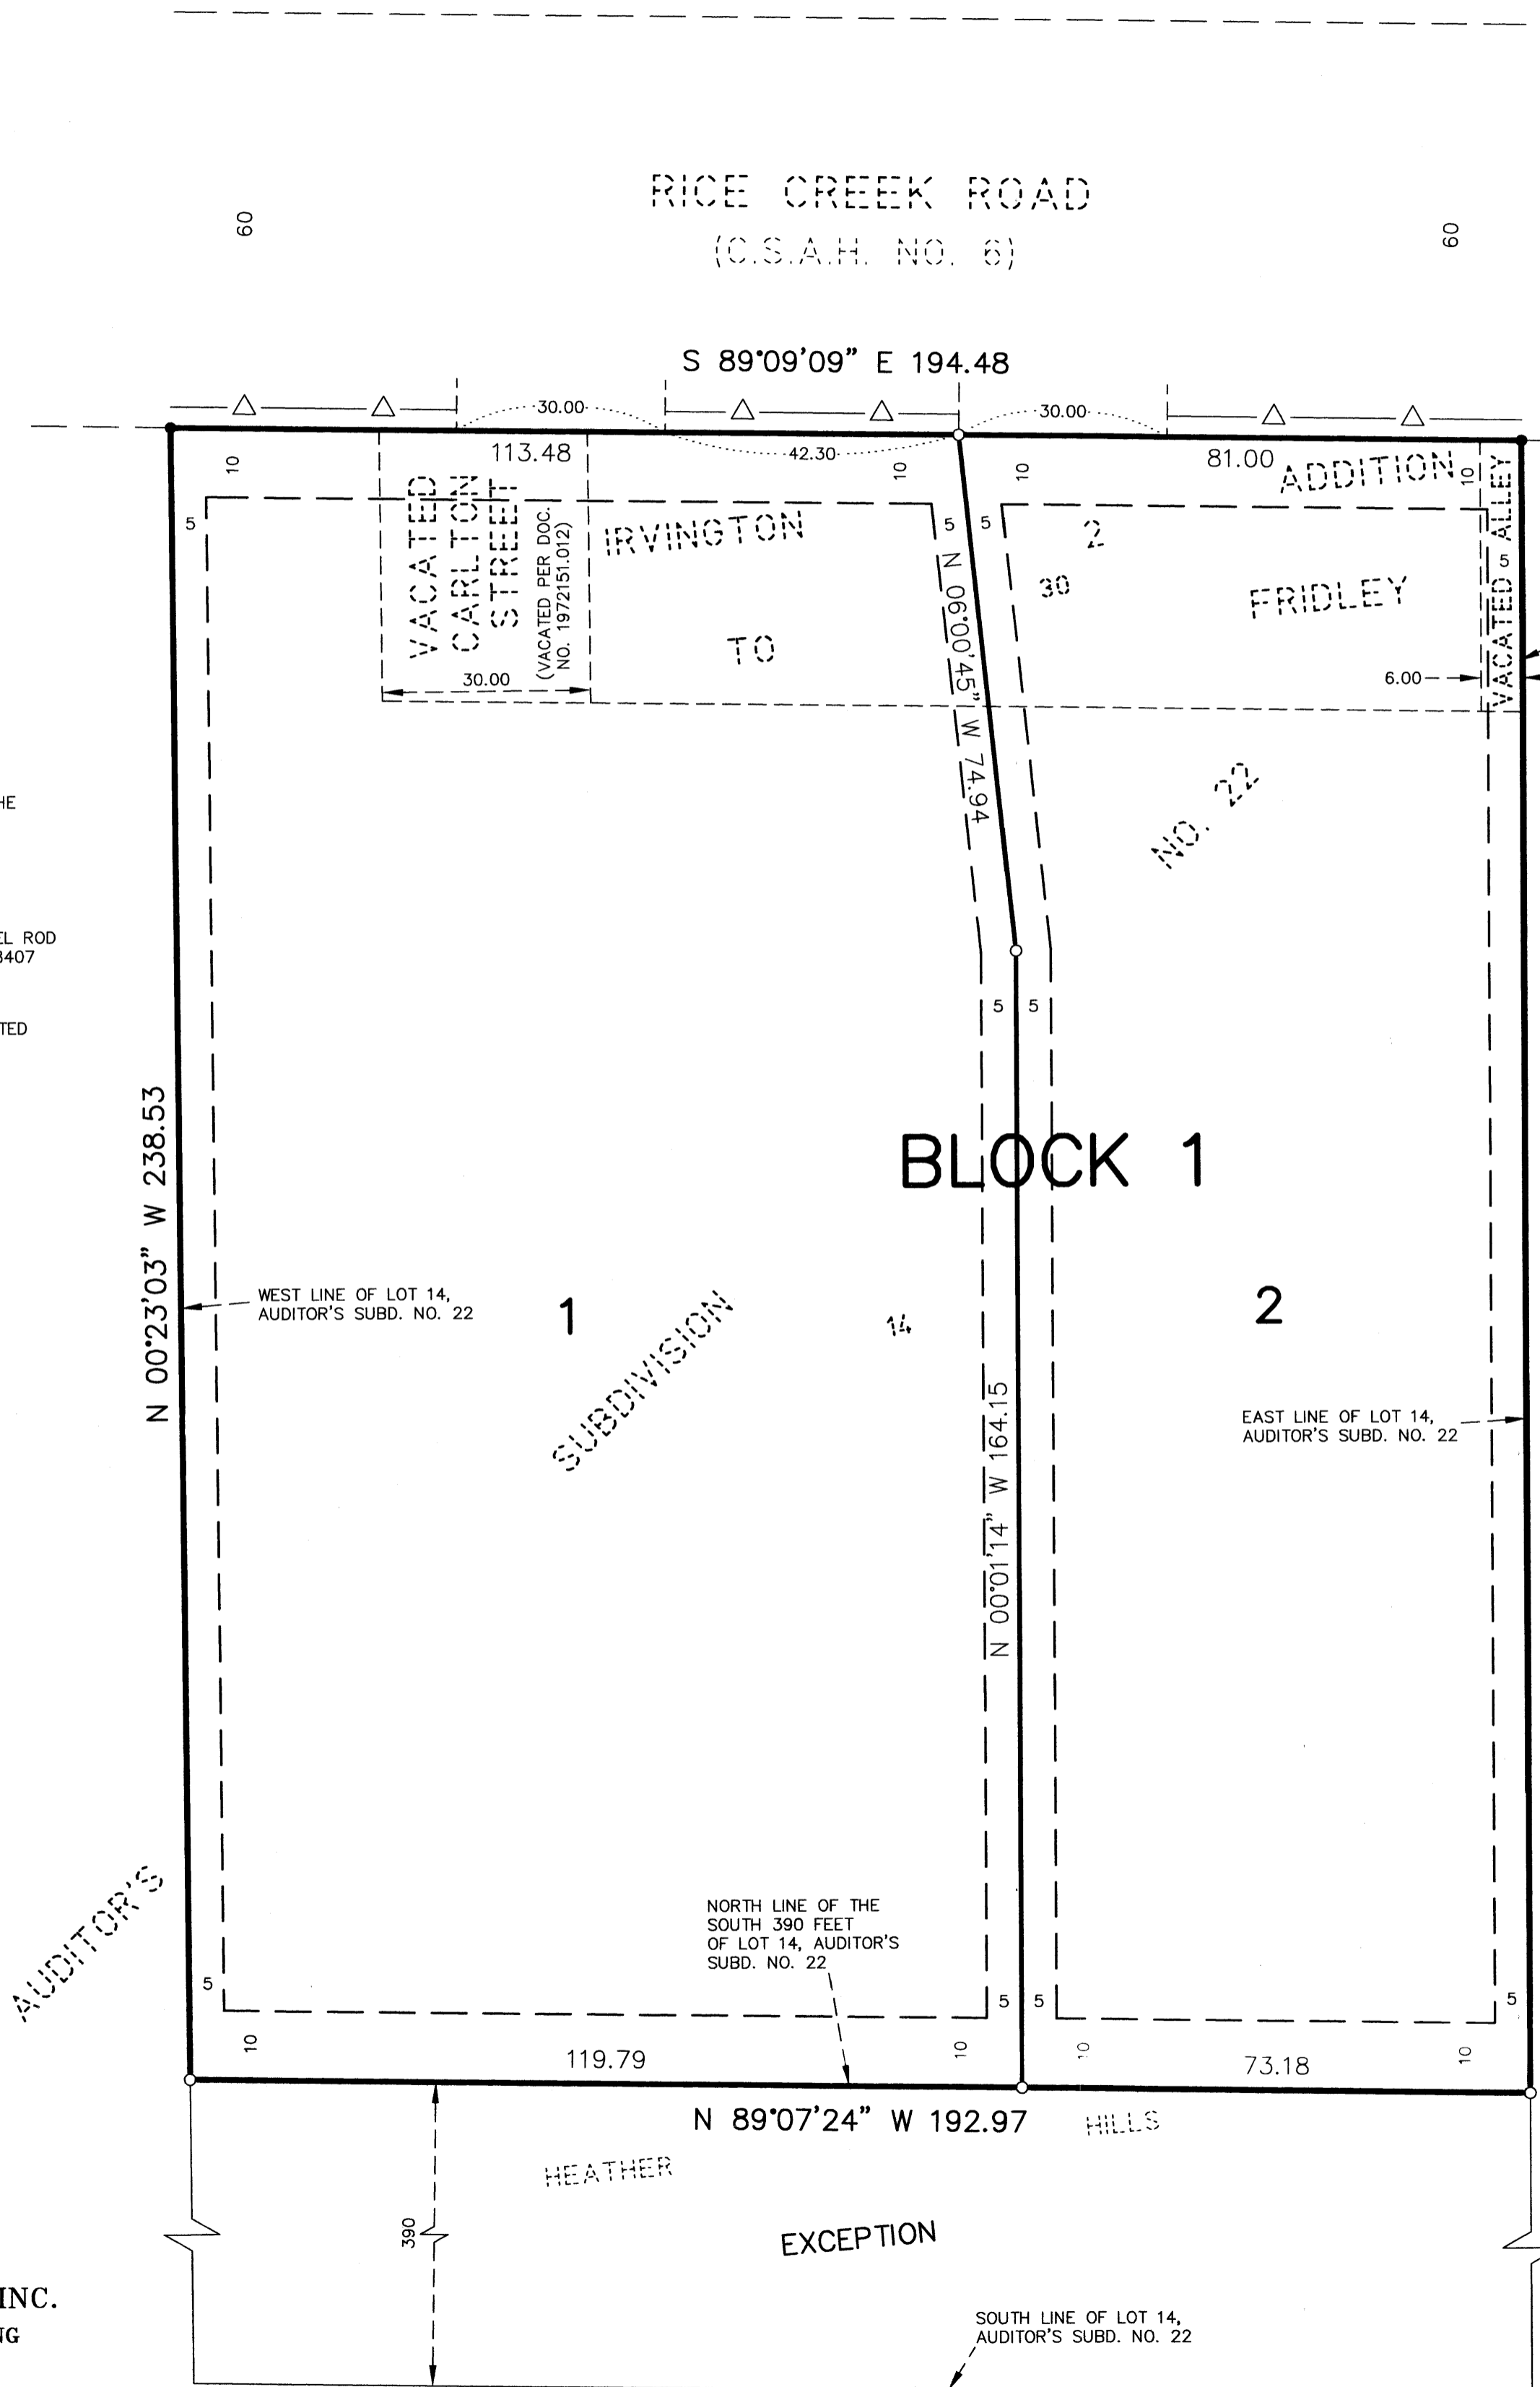 RICE CREEK ROAD
(C.S.A.H. NO. 6)
60
60
S 89°09'09" E 194.48
30.00
30.00
113.48
42.30
81.00
10
10
10
10
ADDITION
VACATED ALLEY
5
5
5
5
VACATED
CARLTON
STREET
(VACATED PER DOC.
NO. 1972151.012)
30.00
IRVINGTON
TO
2
30
FRIDLEY
6.00
N 06°00'45" W 74.94
NO. 22
HE
EL ROD
3407
TED
5
5
N 00°23'03" W 238.53
BLOCK 1
WEST LINE OF LOT 14,
AUDITOR'S SUBD. NO. 22
1
SUBDIVISION
14
2
N 00°01'14" W 164.15
EAST LINE OF LOT 14,
AUDITOR'S SUBD. NO. 22
AUDITOR'S
NORTH LINE OF THE
SOUTH 390 FEET
OF LOT 14, AUDITOR'S
SUBD. NO. 22
5
5
5
5
10
10
10
10
119.79
73.18
N 89°07'24" W 192.97
HILLS
HEATHER
390
EXCEPTION
INC.
NG
SOUTH LINE OF LOT 14,
AUDITOR'S SUBD. NO. 22